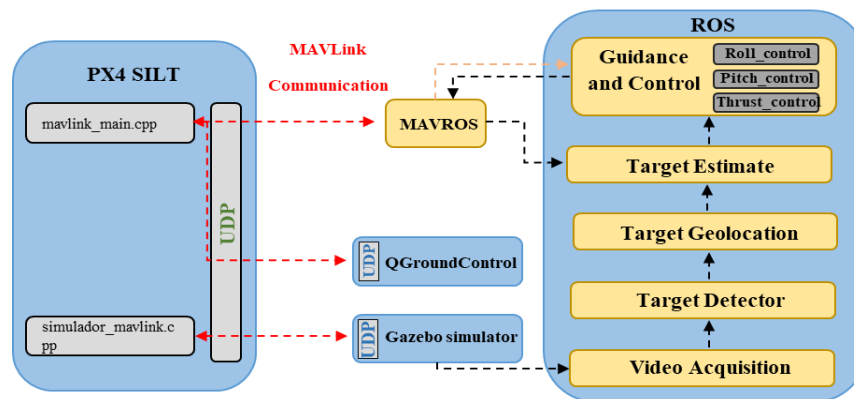 PX4 SILT
mavlink_main.cpp
UDP
simulador_mavlink.c
pp
MAVLink
Communication
MAVROS
UDP
QGroundControl
UDP
Gazebo simulator
ROS
Guidance
and Control
Roll_control
Pitch_control
Thrust_control
Target Estimate
Target Geolocation
Target Detector
Video Acquisition